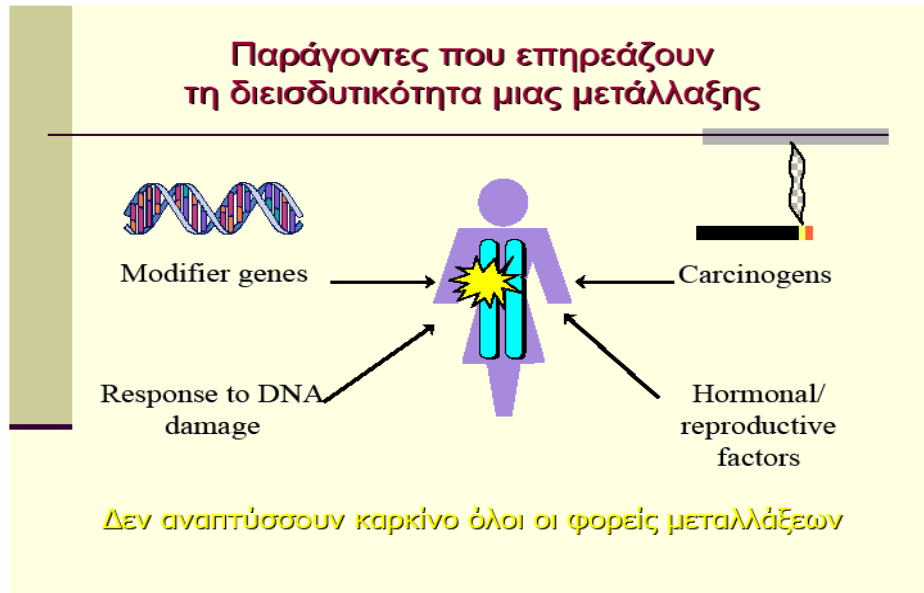 Παράγοντες που επηρεάζουν
τη διεισδυτικότητα μιας μετάλλαξης
Modifier genes
Carcinogens
Response to DNA
damage
Hormonal/
reproductive
factors
Δεν αναπτύσσουν καρκίνο όλοι οι φορείς μεταλλάξεων